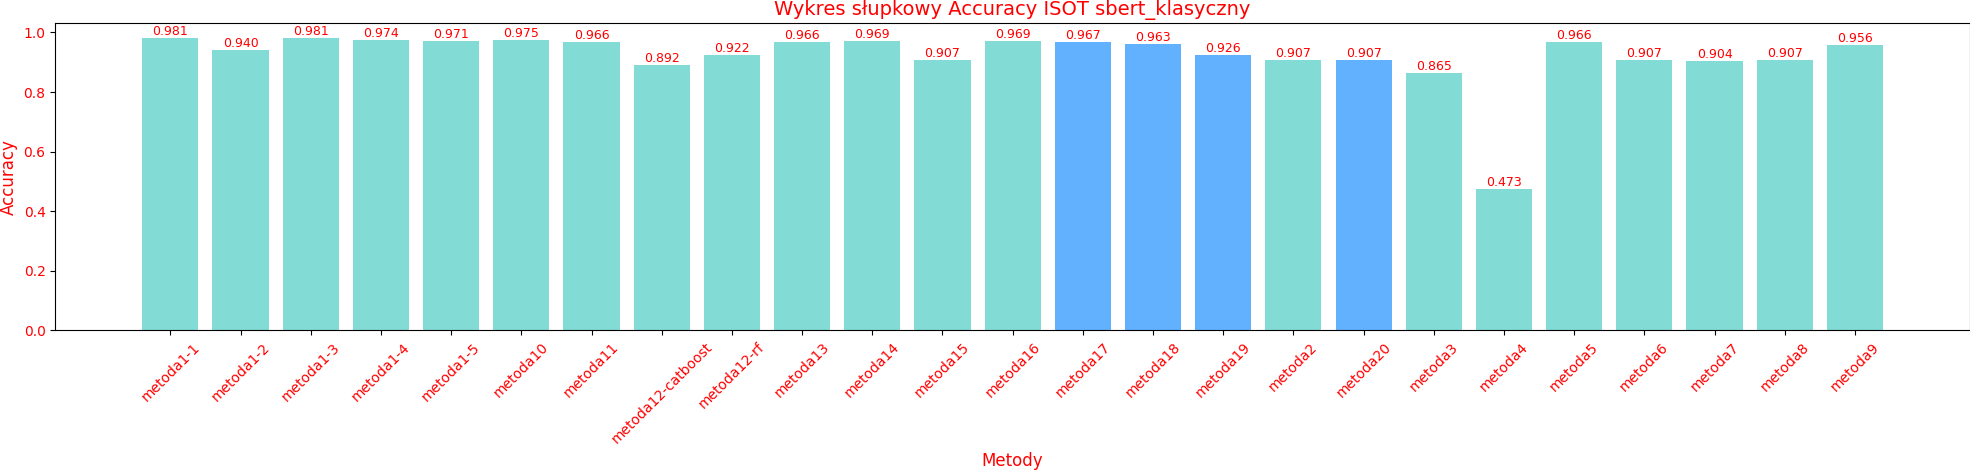 Wykres słupkowy Accuracy ISOT sbert_klasyczny
Accuracy
1.0
0.8
0.6
0.4
0.2
0.0
0.981
0.940
0.981
0.974
0.971
0.975
0.966
0.892
0.922
0.966
0.969
0.907
0.969
0.967
0.963
0.926
0.907
0.907
0.865
0.473
0.966
0.907
0.904
0.907
0.956
metoda1-1
metoda1-2
metoda1-3
metoda1-4
metoda1-5
metoda10
metoda11
metoda12-catboost
metoda12-rf
metoda13
metoda14
metoda15
metoda16
metoda17
metoda18
metoda19
metoda2
metoda20
metoda3
metoda4
metoda5
metoda6
metoda7
metoda8
metoda9
Metody